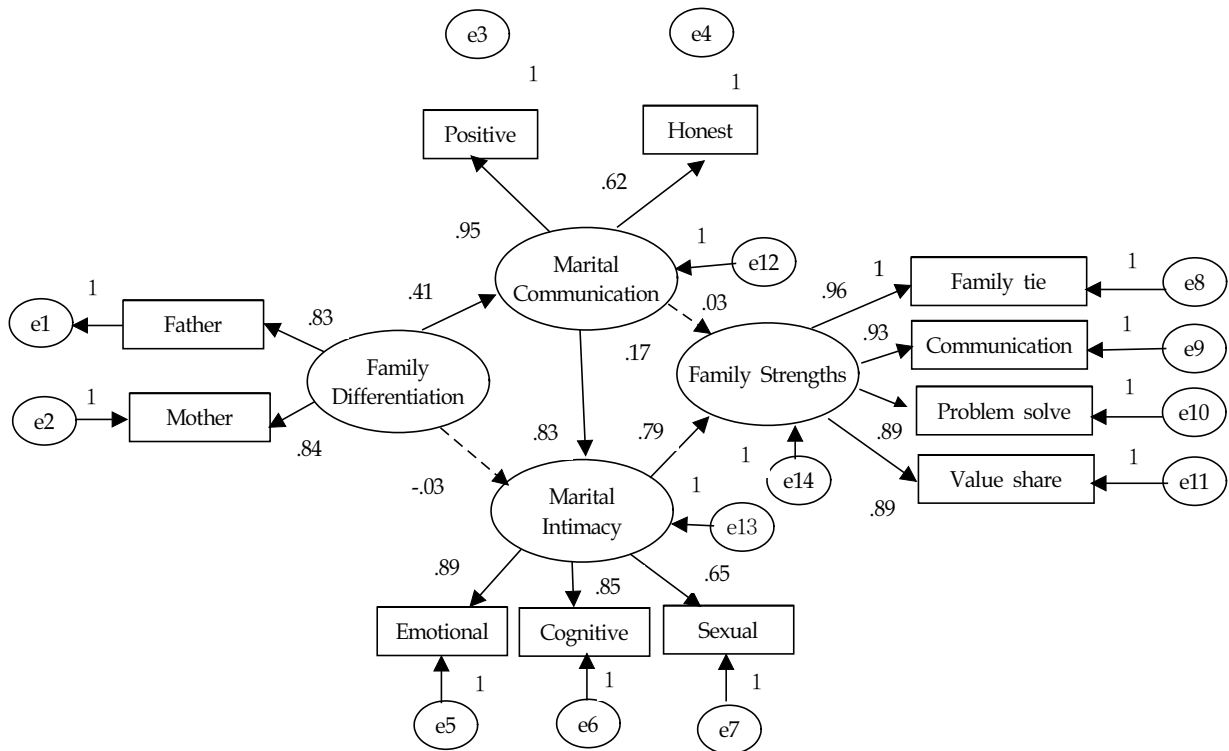 e3 e4
1 1
Positive Honest
.62
.95
1
Marital
Communication
e12
1
Family tie
1
e8
.96
1
Father
e1
.83
.41
.03
.93
Communication
1
e9
.17
Family
Differentiation
Family Strengths
1
Mother
e2
.84
Problem solve
1
e10
.89
.83
.79
1
e14
Value share
1
e11
.89
-.03
Marital
Intimacy
1
e13
.89
.85
.65
Emotional Cognitive Sexual
1 1 1
e5 e6 e7